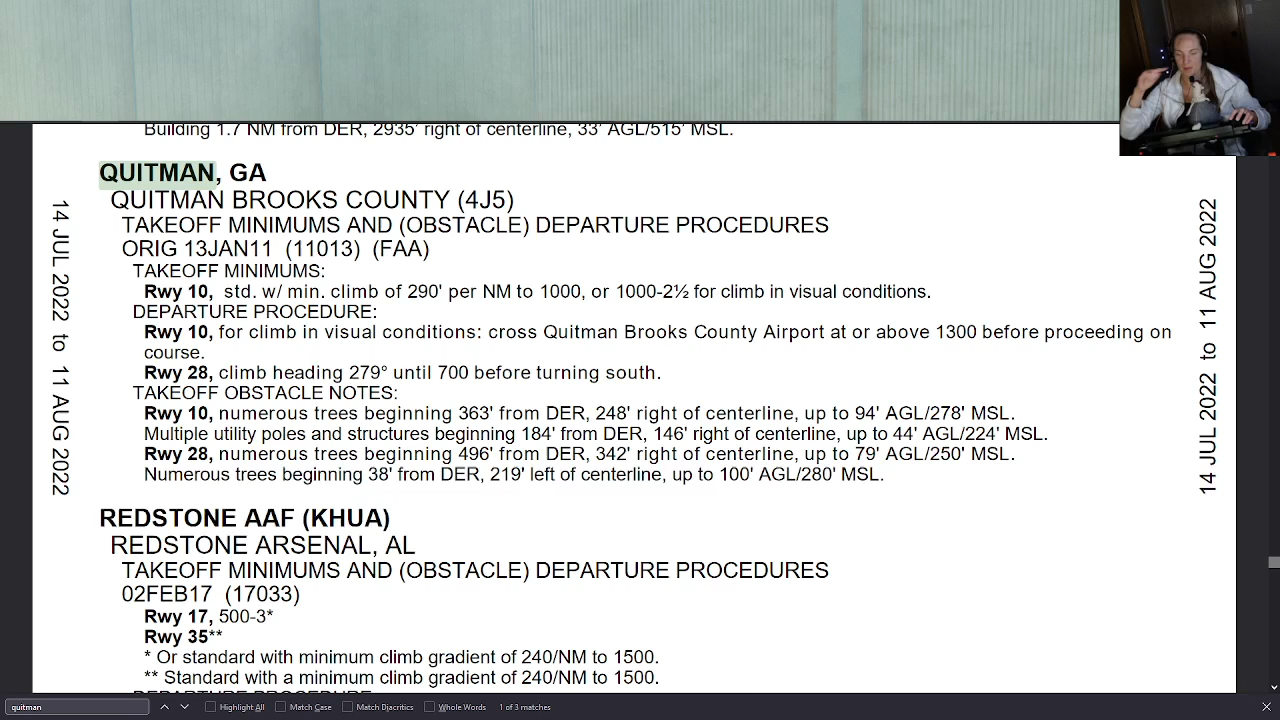 Building 1.7 NM from DER, 2935' right of centerline, 33' AGL/515' MSL.
QUITMAN, GA
QUITMAN BROOKS COUNTY (4J5)
TAKEOFF MINIMUMS AND (OBSTACLE) DEPARTURE PROCEDURES
ORIG 13JAN11 (11013) (FAA)
TAKEOFF MINIMUMS:
Rwy 10, std. w/ min. climb of 290' per NM to 1000, or 1000-2½ for climb in visual conditions.
DEPARTURE PROCEDURE:
Rwy 10, for climb in visual conditions: cross Quitman Brooks County Airport at or above 1300 before proceeding on
course.
Rwy 28, climb heading 279° until 700 before turning south.
TAKEOFF OBSTACLE NOTES:
Rwy 10, numerous trees beginning 363' from DER, 248' right of centerline, up to 94' AGL/278' MSL.
Multiple utility poles and structures beginning 184' from DER, 146' right of centerline, up to 44' AGL/224' MSL.
Rwy 28, numerous trees beginning 496' from DER, 342' right of centerline, up to 79' AGL/250' MSL.
Numerous trees beginning 38' from DER, 219' left of centerline, up to 100' AGL/280' MSL.
14 JUL 2022 to 11 AUG 2022
14 JUL 2022 to 11 AUG 2022
REDSTONE AAF (KHUA)
REDSTONE ARSENAL, AL
TAKEOFF MINIMUMS AND (OBSTACLE) DEPARTURE PROCEDURES
02FEB17 (17033)
Rwy 17, 500-3*
Rwy 35**
* Or standard with minimum climb gradient of 240/NM to 1500.
** Standard with a minimum climb gradient of 240/NM to 1500.
DEPARTURE PROCEDURE:
quitman
Highlight All
Match Case
Match Diacritics
Whole Words
1 of 3 matches